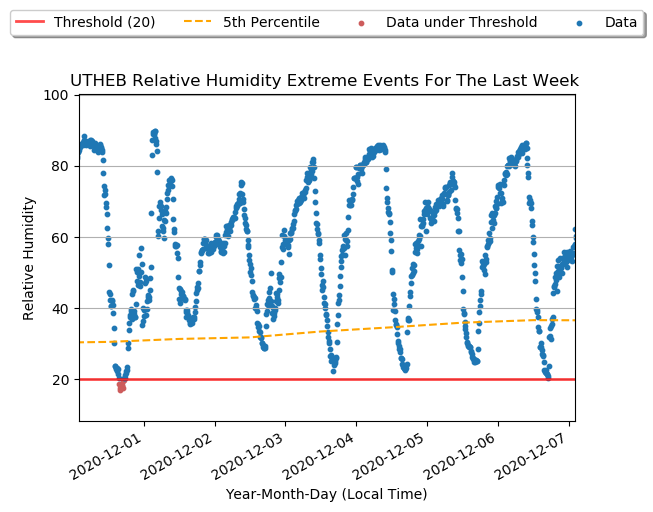 Threshold (20) 5th Percentile Data under Threshold Data
UTHEB Relative Humidity Extreme Events For The Last Week
100
80
60
40
20
Relative Humidity
2020-12-01 2020-12-02 2020-12-03 2020-12-04 2020-12-05 2020-12-06 2020-12-07
Year-Month-Day (Local Time)